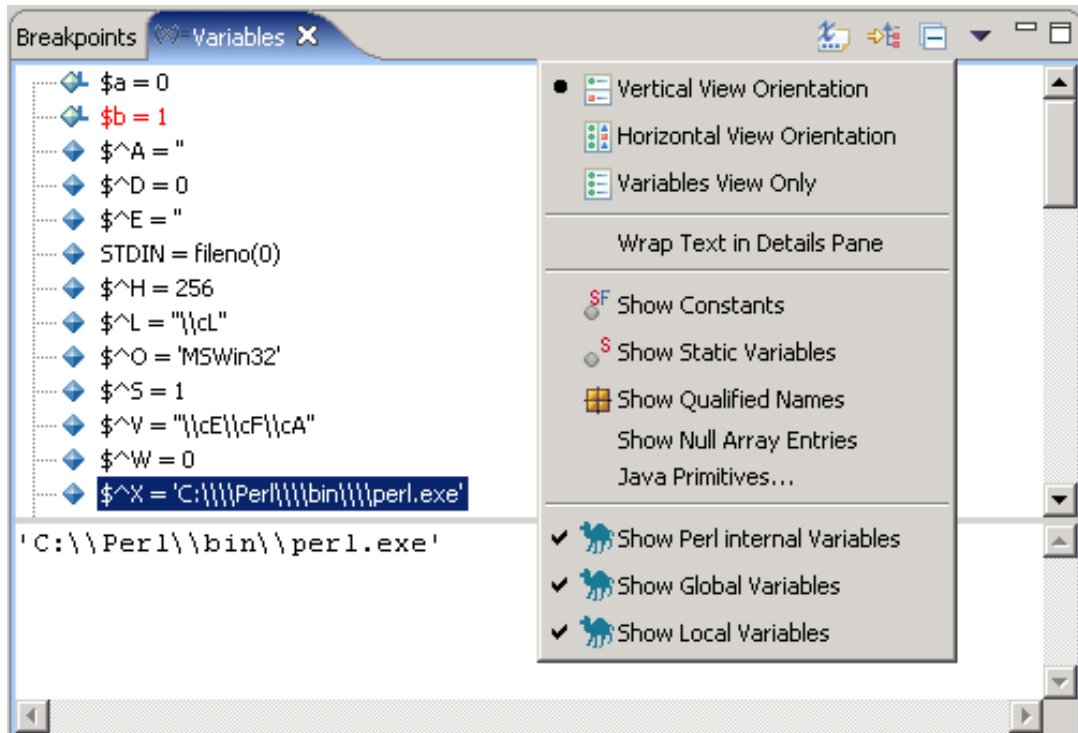 Breakpoints
(x)= Variables
$a = 0
$b = 1
$^A = ''
$^D = 0
$^E = ''
STDIN = fileno(0)
$^H = 256
$^L = "\\cL"
$^O = 'MSWin32'
$^S = 1
$^V = "\\cE\\cF\\cA"
$^W = 0
$^X = 'C:\\\\Perl\\\\bin\\\\perl.exe'
'C:\\Perl\\bin\\perl.exe'
Vertical View Orientation
Horizontal View Orientation
Variables View Only
Wrap Text in Details Pane
SF Show Constants
S Show Static Variables
Show Qualified Names
Show Null Array Entries
Java Primitives...
Show Perl internal Variables
Show Global Variables
Show Local Variables